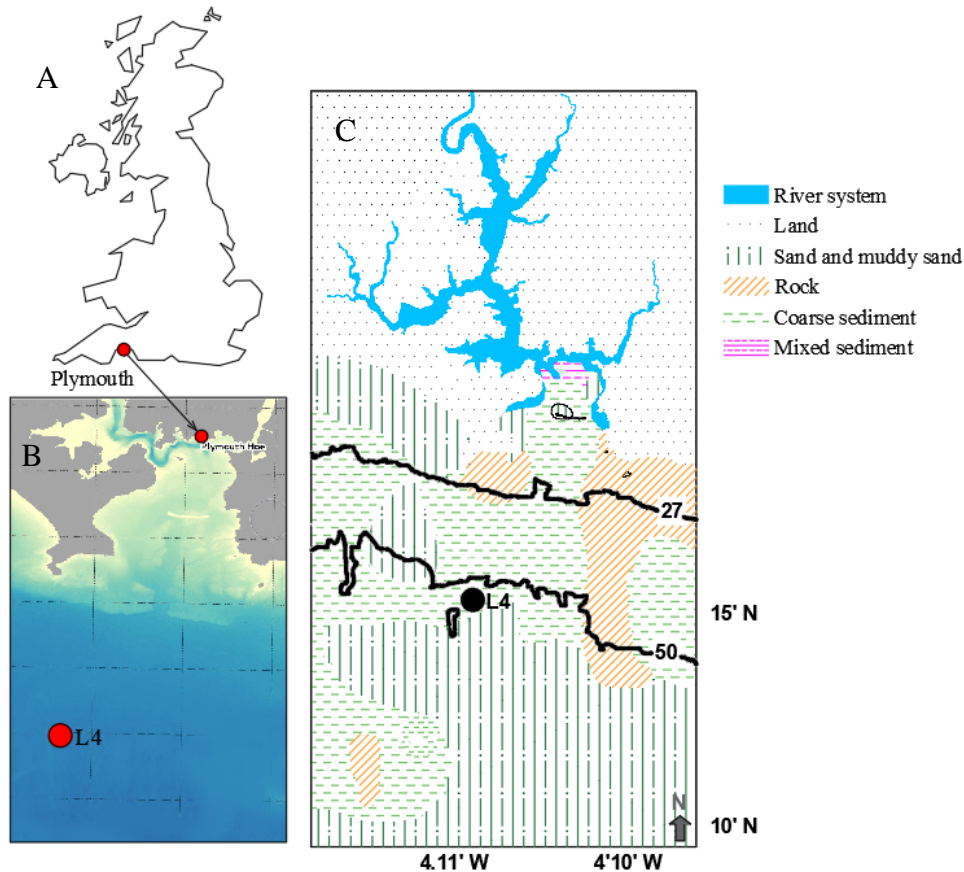 A
Plymouth
B
Plymouth Hoe
L4
C
27
L4
50
15' N
N
10' N
4.11' W
4'10' W
River system
Land
Sand and muddy sand
Rock
Coarse sediment
Mixed sediment